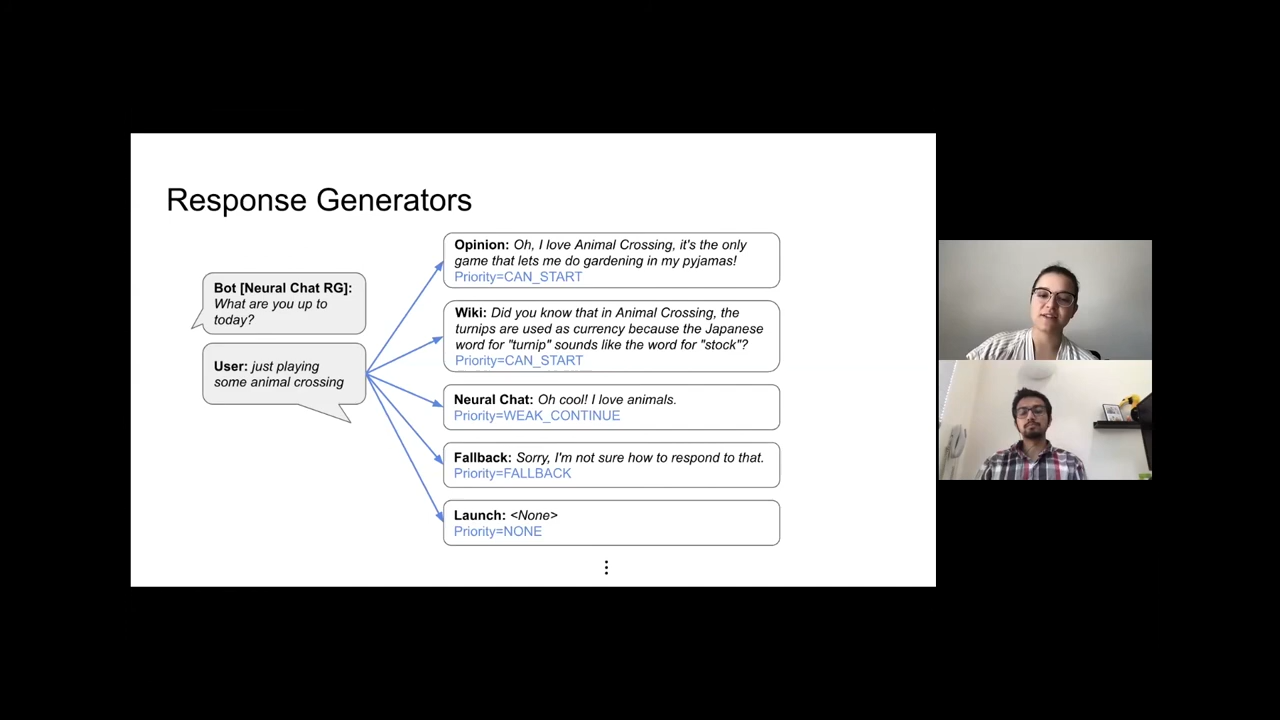 Response Generators
Bot [Neural Chat RG]:
What are you up to
today?
User: just playing
some animal crossing
Opinion: Oh, I love Animal Crossing, it's the only
game that lets me do gardening in my pyjamas!
Priority=CAN_START
Wiki: Did you know that in Animal Crossing, the
turnips are used as currency because the Japanese
word for "turnip" sounds like the word for "stock"?
Priority=CAN_START
Neural Chat: Oh cool! I love animals.
Priority=WEAK_CONTINUE
Fallback: Sorry, I'm not sure how to respond to that.
Priority=FALLBACK
Launch: <None>
Priority=NONE